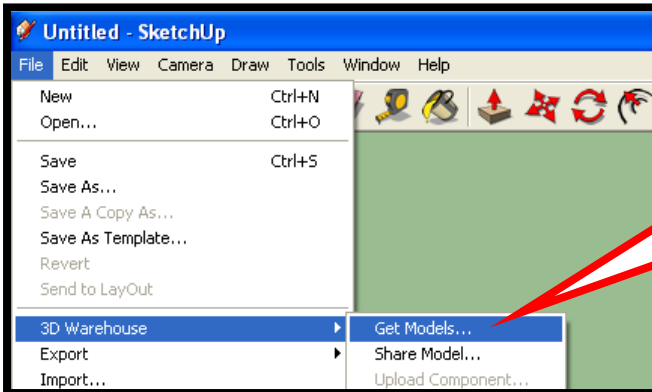 Untitled - SketchUp
File Edit View Camera Draw Tools Window Help
New Ctrl+N
Open... Ctrl+O
Save Ctrl+S
Save As...
Save A Copy As...
Save As Template...
Revert
Send to LayOut
3D Warehouse Get Models...
Export Share Model...
Import... Upload Component...